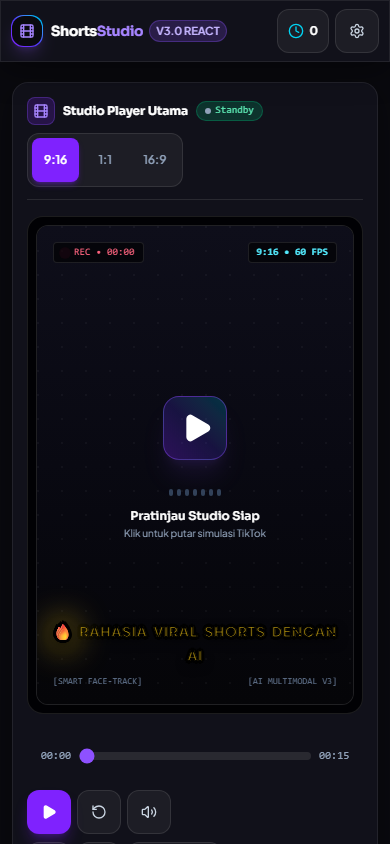 ShortsStudio V3.0 REACT 0
Studio Player Utama Standby
9:16 1:1 16:9
REC • 00:00 9:16 • 60 FPS
Pratinjau Studio Siap
Klik untuk putar simulasi TikTok
🔥 RAHASIA VIRAL SHORTS DENGAN
AI
[SMART FACE-TRACK] [AI MULTIMODAL V3]
00:00 00:15